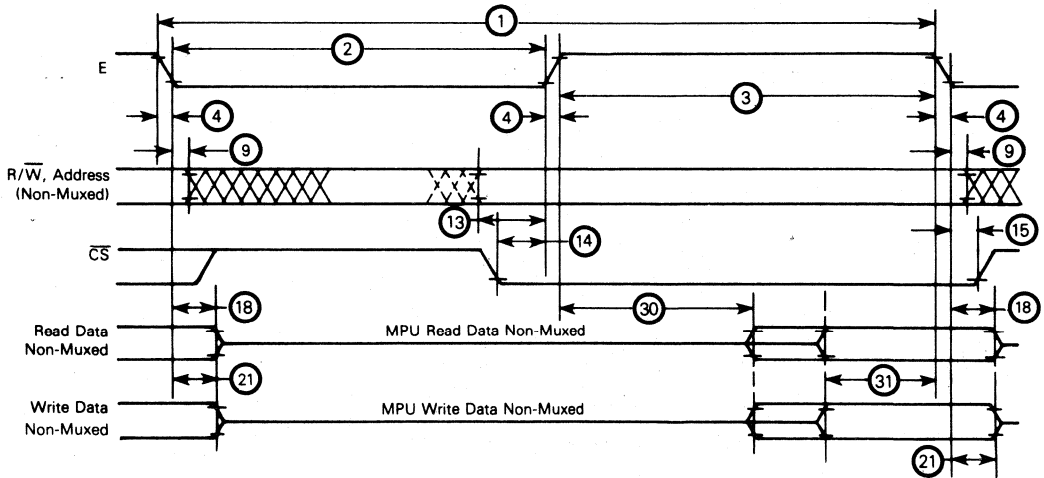 1
2
E
3
4
4
4
9
9
R/W̅, Address
(Non-Muxed)
13
14
15
C̅S̅
18
30
18
Read Data
Non-Muxed
MPU Read Data Non-Muxed
21
31
Write Data
Non-Muxed
MPU Write Data Non-Muxed
21